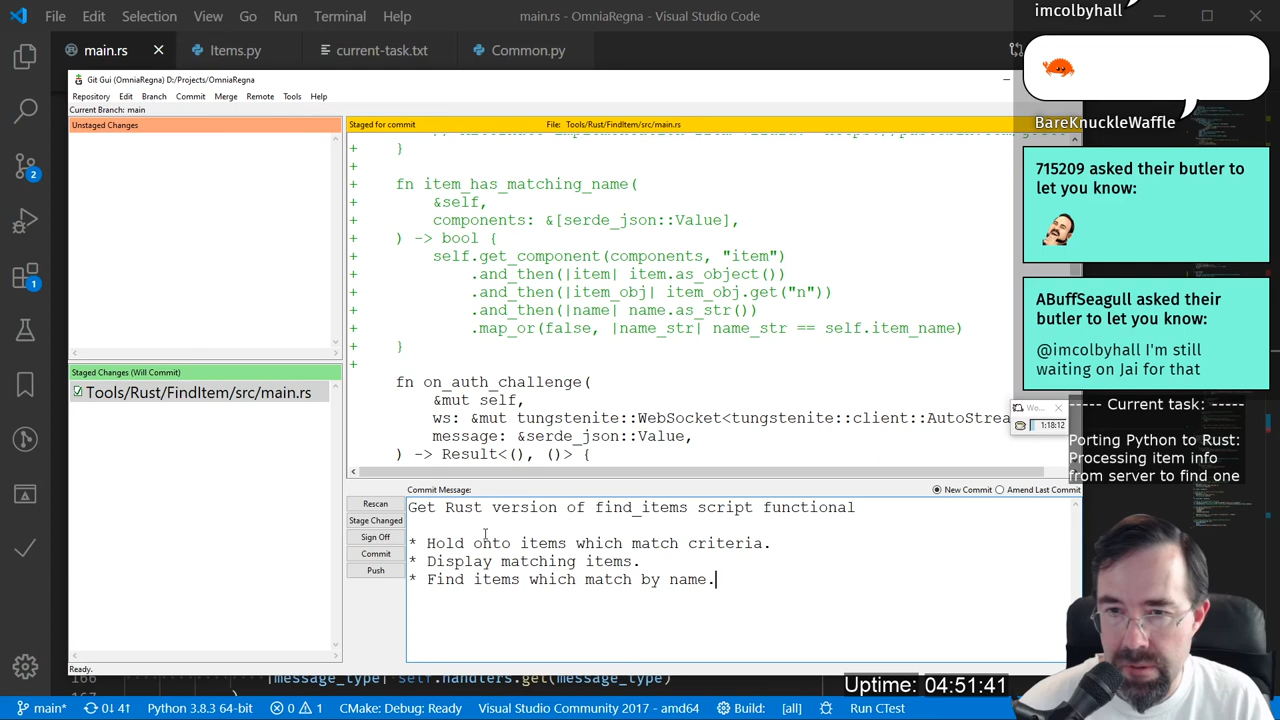 File Edit Selection View Go Run Terminal Help
main.rs - OmniaRegna - Visual Studio Code
imcolbyhall
main.rs
Items.py
current-task.txt
Common.py
Git Gui (OmniaRegna) D:/Projects/OmniaRegna
Repository Edit Branch Commit Merge Remote Tools Help
Current Branch: main
Unstaged Changes
Staged for commit
File: Tools/Rust/FindItem/src/main.rs
+ }
+
+ fn item_has_matching_name(
+ &self,
+ components: &[serde_json::Value],
+ ) -> bool {
+ self.get_component(components, "item")
+ .and_then(|item| item.as_object())
+ .and_then(|item_obj| item_obj.get("n"))
+ .and_then(|name| name.as_str())
+ .map_or(false, |name_str| name_str == self.item_name)
+ }
+
fn on_auth_challenge(
&mut self,
ws: &mut tungstenite::WebSocket<tungstenite::client::AutoStrea
message: &serde_json::Value,
) -> Result<(), ()> {
Staged Changes (Will Commit)
Tools/Rust/FindItem/src/main.rs
Commit Message:
New Commit
Amend Last Commit
Rescan
Stage Changed
Sign Off
Commit
Push
Get Rust version of find_items script functional
* Hold onto items which match criteria.
* Display matching items.
* Find items which match by name.
Ready.
2
1
BareKnuckleWaffle
715209 asked their butler to
let you know:
ABuffSeagull asked their
butler to let you know:
@imcolbyhall I'm still
waiting on Jai for that
Wo...
1:18:12
----- Current task: -----
Porting Python to Rust:
Processing item info
from server to find one
166
|message_type| self.handlers.get(message_type)
167
Uptime: 04:51:41
main* 0↓ 4↑ Python 3.8.3 64-bit 0 1 CMake: Debug: Ready Visual Studio Community 2017 - amd64 Build: [all] Run CTest